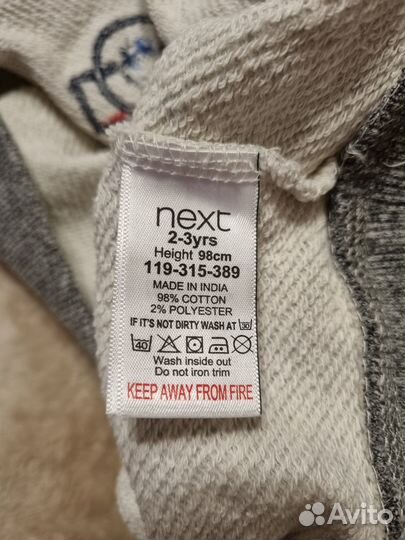 next
2-3yrs
Height 98cm
119-315-389
MADE IN INDIA
98% COTTON
2% POLYESTER
IF IT'S NOT DIRTY WASH AT 30
40
Wash inside out
Do not iron trim
KEEP AWAY FROM FIRE
Avito